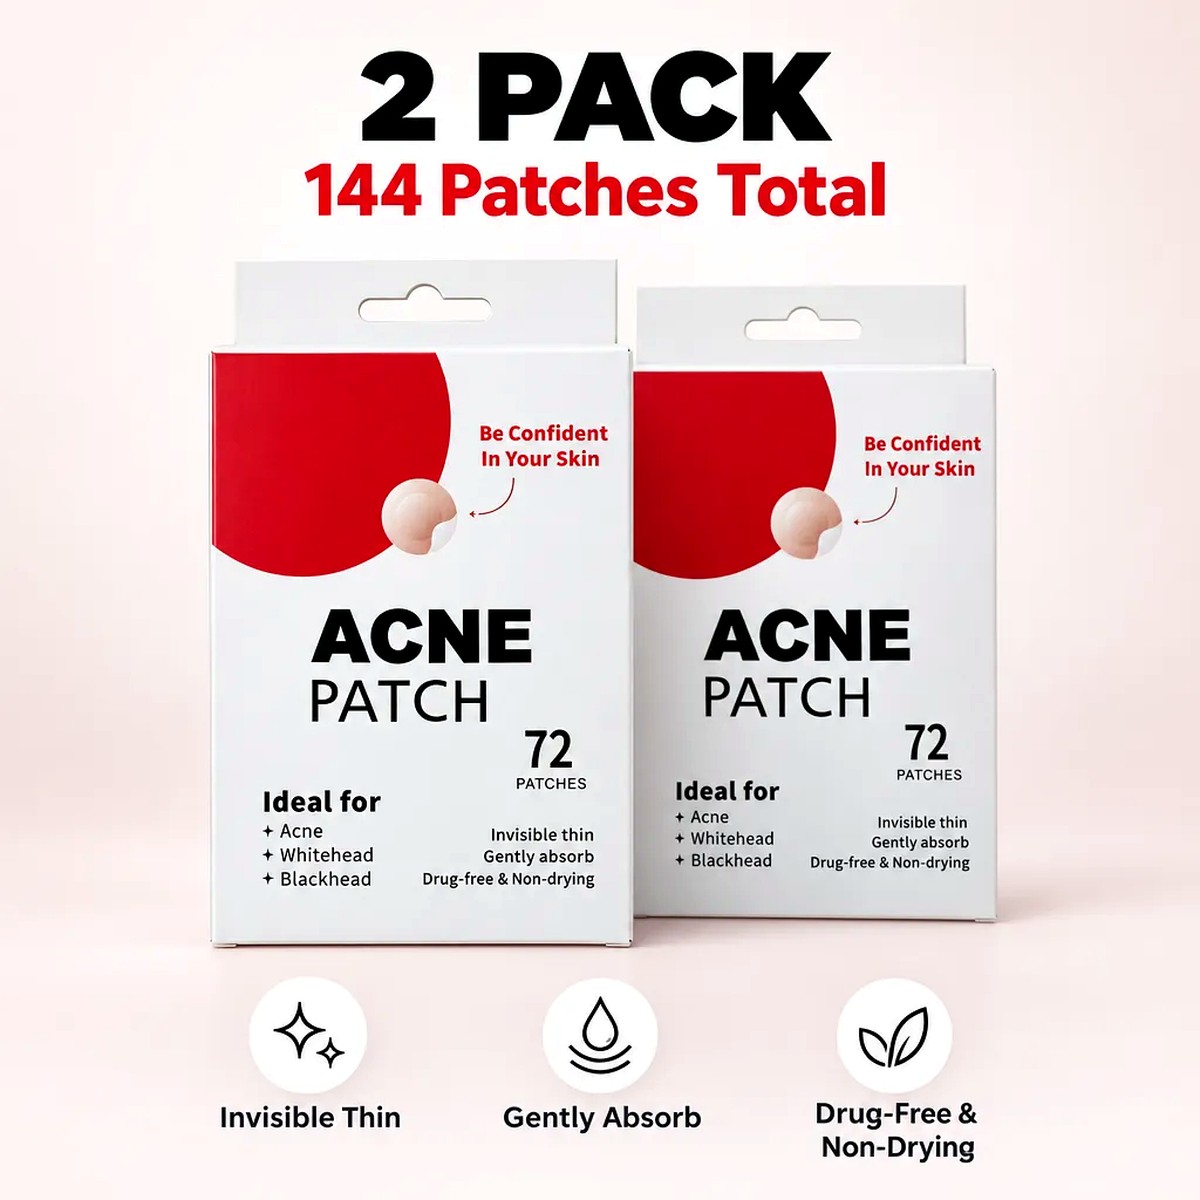 2 PACK
144 Patches Total
Be Confident
In Your Skin
ACNE
PATCH
72
PATCHES
Ideal for
Acne
Whitehead
Blackhead
Invisible thin
Gently absorb
Drug-free & Non-drying
Be Confident
In Your Skin
ACNE
PATCH
72
PATCHES
Ideal for
Acne
Whitehead
Blackhead
Invisible thin
Gently absorb
Drug-free & Non-drying
Invisible Thin
Gently Absorb
Drug-Free &
Non-Drying